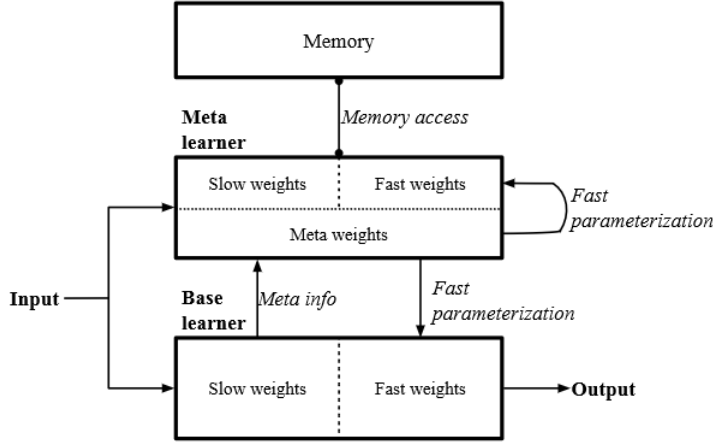 Memory
Meta
learner
Memory access
Slow weights
Fast weights
Fast
parameterization
Meta weights
Input
Base
learner
Meta info
Fast
parameterization
Slow weights
Fast weights
Output